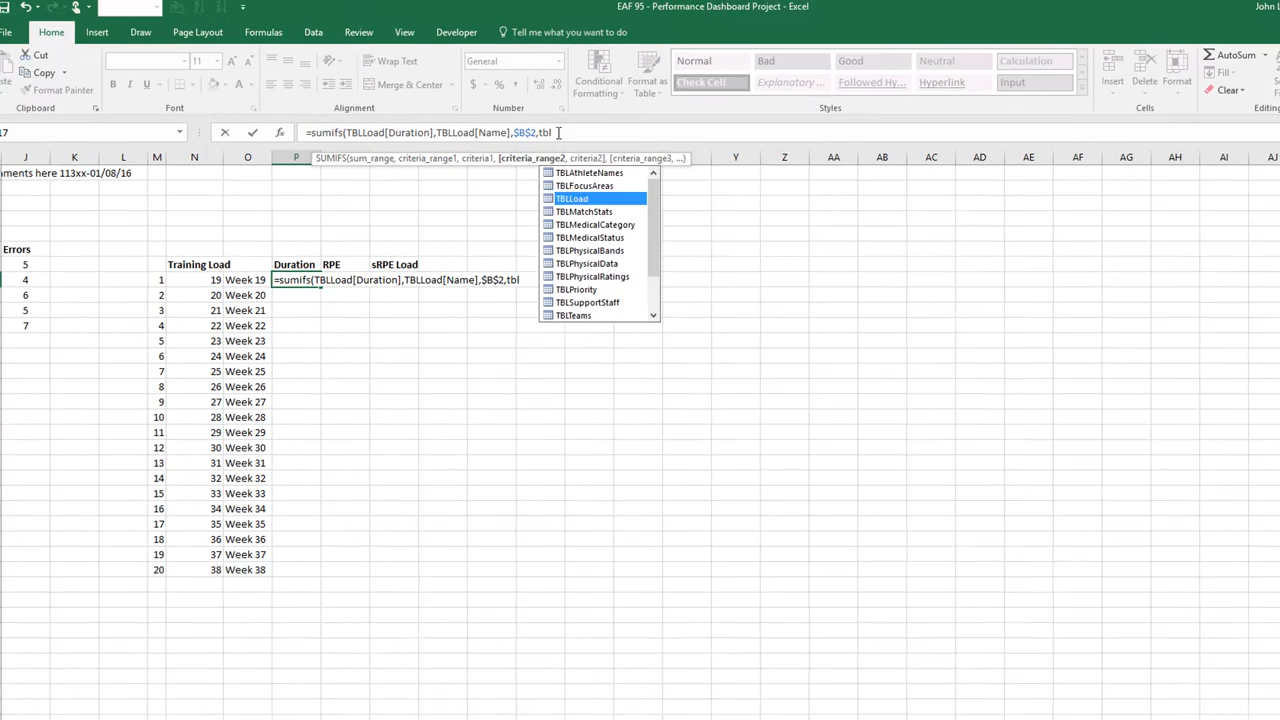 EAF 95 - Performance Dashboard Project - Excel
John L
File Home Insert Draw Page Layout Formulas Data Review View Developer Tell me what you want to do
Cut
Copy
Format Painter
Clipboard
11
B I U
Font
Wrap Text
Merge & Center
Alignment
General
$ % ,
Number
Conditional Formatting
Format as Table
Normal Bad Good Neutral Calculation
Check Cell Explanatory ... Followed Hy... Hyperlink Input
Styles
Insert Delete Format
Cells
AutoSum
Fill
Clear
17
=sumifs(TBLLoad[Duration],TBLLoad[Name],$B$2,tbl
SUMIFS(sum_range, criteria_range1, criteria1, [criteria_range2, criteria2], [criteria_range3, ...)
J K L M N O P Y Z AA AB AC AD AE AF AG AH AI
mments here 113xx-01/08/16
TBLAthleteNames
TBLFocusAreas
TBLLoad
TBLMatchStats
TBLMedicalCategory
TBLMedicalStatus
TBLPhysicalBands
TBLPhysicalData
TBLPhysicalRatings
TBLPriority
TBLSupportStaff
TBLTeams
Errors
5 Training Load Duration RPE sRPE Load
4 1 19 Week 19 =sumifs(TBLLoad[Duration],TBLLoad[Name],$B$2,tbl
6 2 20 Week 20
5 3 21 Week 21
7 4 22 Week 22
5 23 Week 23
6 24 Week 24
7 25 Week 25
8 26 Week 26
9 27 Week 27
10 28 Week 28
11 29 Week 29
12 30 Week 30
13 31 Week 31
14 32 Week 32
15 33 Week 33
16 34 Week 34
17 35 Week 35
18 36 Week 36
19 37 Week 37
20 38 Week 38